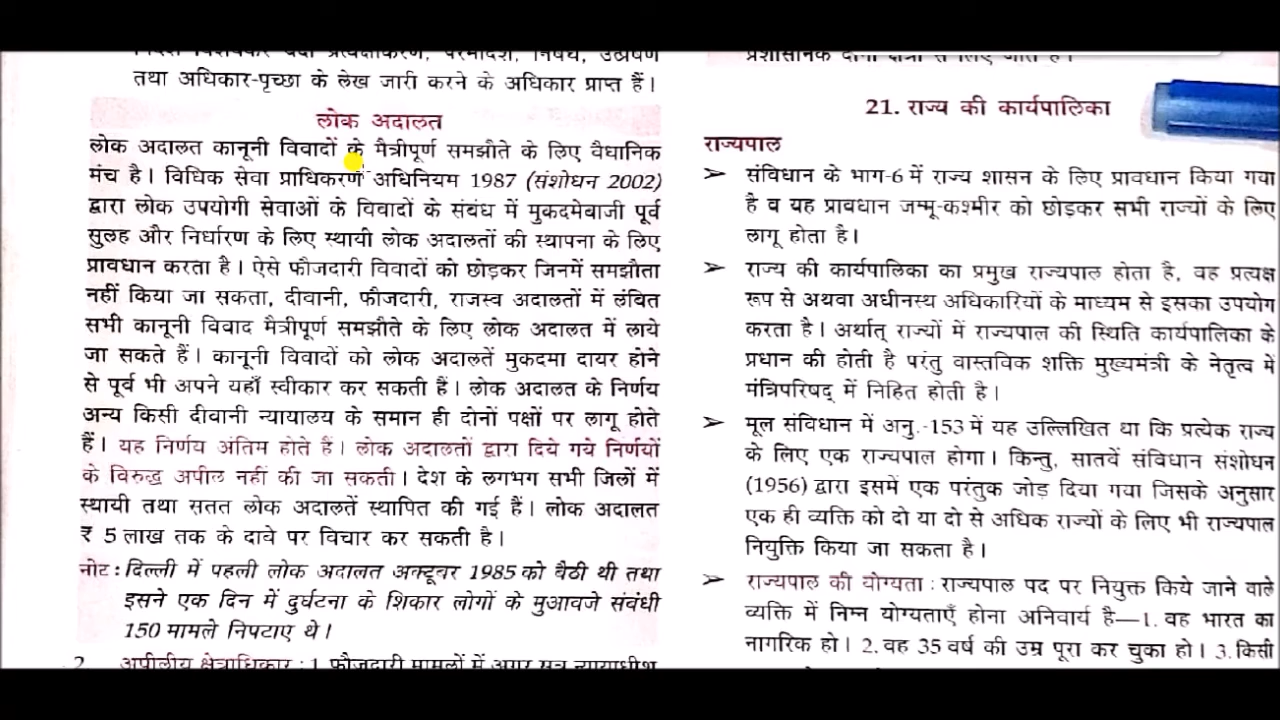 तथा अधिकार-पृच्छा के लेख जारी करने के अधिकार प्राप्त हैं।
लोक अदालत
लोक अदालत कानूनी विवादों के मैत्रीपूर्ण समझौते के लिए वैधानिक
मंच है। विधिक सेवा प्राधिकरण अधिनियम 1987 (संशोधन 2002)
द्वारा लोक उपयोगी सेवाओं के विवादों के संबंध में मुकदमेबाजी पूर्व
सुलह और निर्धारण के लिए स्थायी लोक अदालतों की स्थापना के लिए
प्रावधान करता है। ऐसे फौजदारी विवादों को छोड़कर जिनमें समझौता
नहीं किया जा सकता, दीवानी, फौजदारी, राजस्व अदालतों में लंबित
सभी कानूनी विवाद मैत्रीपूर्ण समझौते के लिए लोक अदालत में लाये
जा सकते हैं। कानूनी विवादों को लोक अदालतें मुकदमा दायर होने
से पूर्व भी अपने यहाँ स्वीकार कर सकती हैं। लोक अदालत के निर्णय
अन्य किसी दीवानी न्यायालय के समान ही दोनों पक्षों पर लागू होते
हैं। यह निर्णय अंतिम होते हैं। लोक अदालतों द्वारा दिये गये निर्णयों
के विरुद्ध अपील नहीं की जा सकती। देश के लगभग सभी जिलों में
स्थायी तथा सतत लोक अदालतें स्थापित की गई हैं। लोक अदालत
₹ 5 लाख तक के दावे पर विचार कर सकती है।
नोट : दिल्ली में पहली लोक अदालत अक्टूबर 1985 को बैठी थी तथा
इसने एक दिन में दुर्घटना के शिकार लोगों के मुआवजे संबंधी
150 मामले निपटाए थे।
2. अपीलीय क्षेत्राधिकार : 1. फौजदारी मामलों में अगर सत्र न्यायाधीश
प्रशासनिक दोनों क्षेत्रों से लिए जाते हैं।
21. राज्य की कार्यपालिका
राज्यपाल
➢ संविधान के भाग-6 में राज्य शासन के लिए प्रावधान किया गया
है व यह प्रावधान जम्मू-कश्मीर को छोड़कर सभी राज्यों के लिए
लागू होता है।
➢ राज्य की कार्यपालिका का प्रमुख राज्यपाल होता है, वह प्रत्यक्ष
रूप से अथवा अधीनस्थ अधिकारियों के माध्यम से इसका उपयोग
करता है। अर्थात् राज्यों में राज्यपाल की स्थिति कार्यपालिका के
प्रधान की होती है परंतु वास्तविक शक्ति मुख्यमंत्री के नेतृत्व में
मंत्रिपरिषद् में निहित होती है।
➢ मूल संविधान में अनु.-153 में यह उल्लिखित था कि प्रत्येक राज्य
के लिए एक राज्यपाल होगा। किन्तु, सातवें संविधान संशोधन
(1956) द्वारा इसमें एक परंतुक जोड़ दिया गया जिसके अनुसार
एक ही व्यक्ति को दो या दो से अधिक राज्यों के लिए भी राज्यपाल
नियुक्ति किया जा सकता है।
➢ राज्यपाल की योग्यता : राज्यपाल पद पर नियुक्त किये जाने वाले
व्यक्ति में निम्न योग्यताएँ होना अनिवार्य है—1. वह भारत का
नागरिक हो। 2. वह 35 वर्ष की उम्र पूरा कर चुका हो। 3. किसी